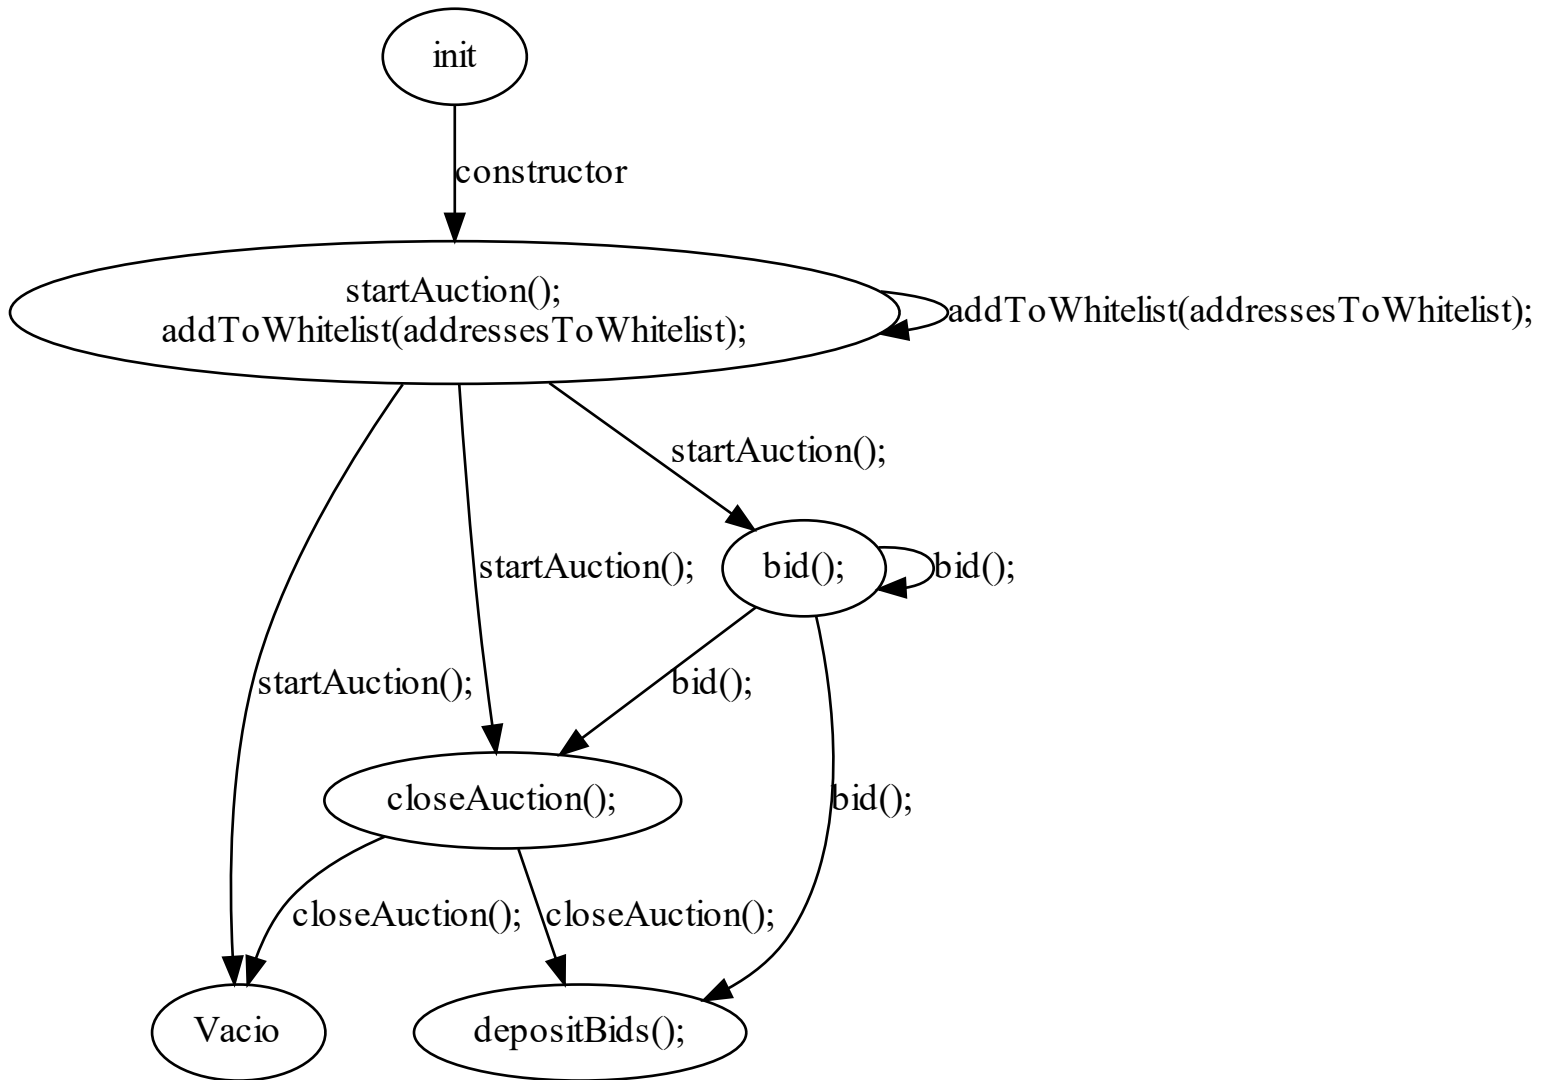 init
constructor
startAuction();
addToWhitelist(addressesToWhitelist);
addToWhitelist(addressesToWhitelist);
startAuction();
startAuction();
bid();
bid();
startAuction();
bid();
closeAuction();
bid();
closeAuction();
closeAuction();
Vacio
depositBids();